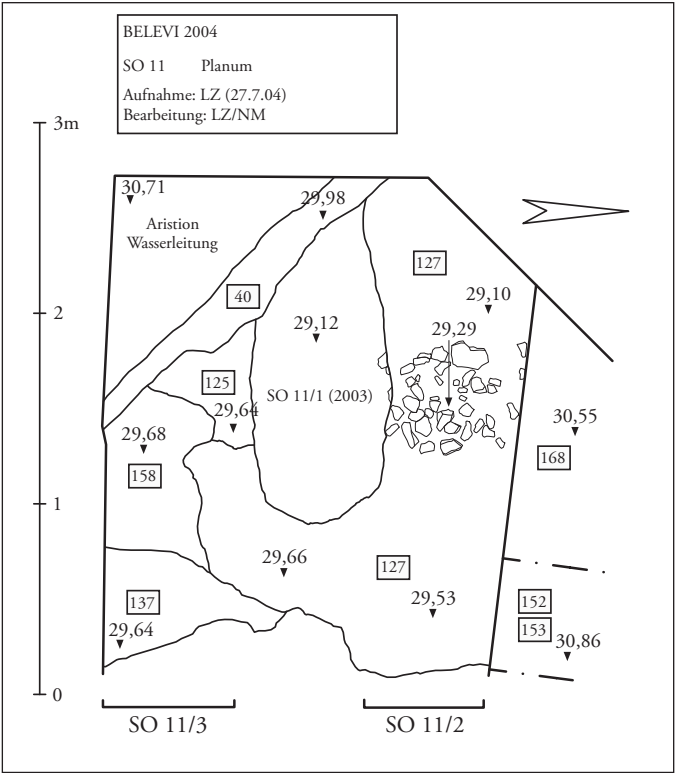 BELEVI 2004
SO 11 Planum
Aufnahme: LZ (27.7.04)
Bearbeitung: LZ/NM
3m
30,71
29,98
Aristion
Wasserleitung
127
40
29,10
2
29,12
29,29
125
SO 11/1 (2003)
29,64
30,55
29,68
168
158
1
29,66
127
137
29,53
152
29,64
153
30,86
0
SO 11/3
SO 11/2